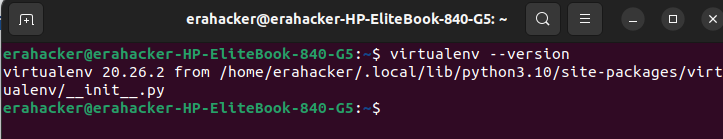 erahacker@erahacker-HP-EliteBook-840-G5: ~
erahacker@erahacker-HP-EliteBook-840-G5:~$ virtualenv --version
virtualenv 20.26.2 from /home/erahacker/.local/lib/python3.10/site-packages/virt
ualenv/__init__.py
erahacker@erahacker-HP-EliteBook-840-G5:~$